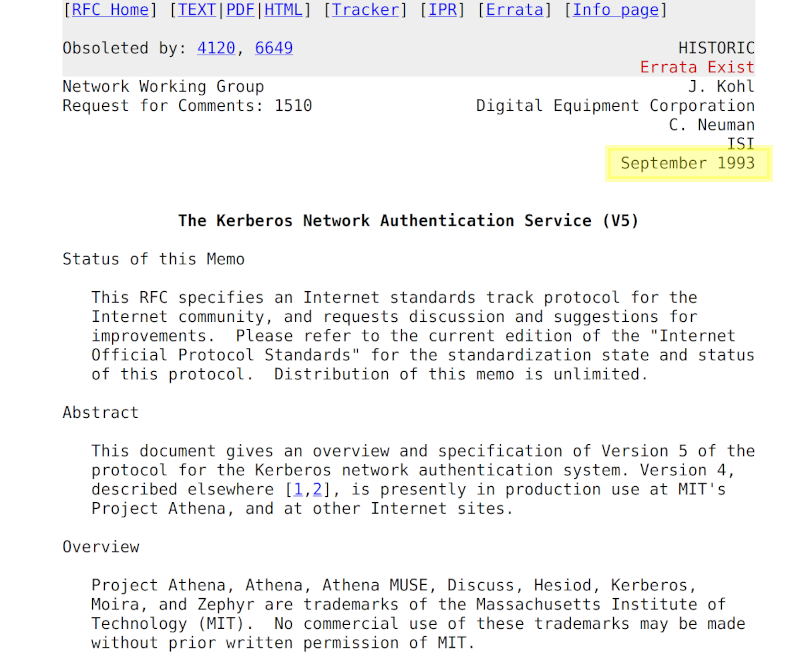 [RFC Home] [TEXT|PDF|HTML] [Tracker] [IPR] [Errata] [Info page]
Obsoleted by: 4120, 6649 HISTORIC
Errata Exist
Network Working Group J. Kohl
Request for Comments: 1510 Digital Equipment Corporation
C. Neuman
ISI
September 1993
The Kerberos Network Authentication Service (V5)
Status of this Memo
This RFC specifies an Internet standards track protocol for the
Internet community, and requests discussion and suggestions for
improvements. Please refer to the current edition of the "Internet
Official Protocol Standards" for the standardization state and status
of this protocol. Distribution of this memo is unlimited.
Abstract
This document gives an overview and specification of Version 5 of the
protocol for the Kerberos network authentication system. Version 4,
described elsewhere [1,2], is presently in production use at MIT's
Project Athena, and at other Internet sites.
Overview
Project Athena, Athena, Athena MUSE, Discuss, Hesiod, Kerberos,
Moira, and Zephyr are trademarks of the Massachusetts Institute of
Technology (MIT). No commercial use of these trademarks may be made
without prior written permission of MIT.